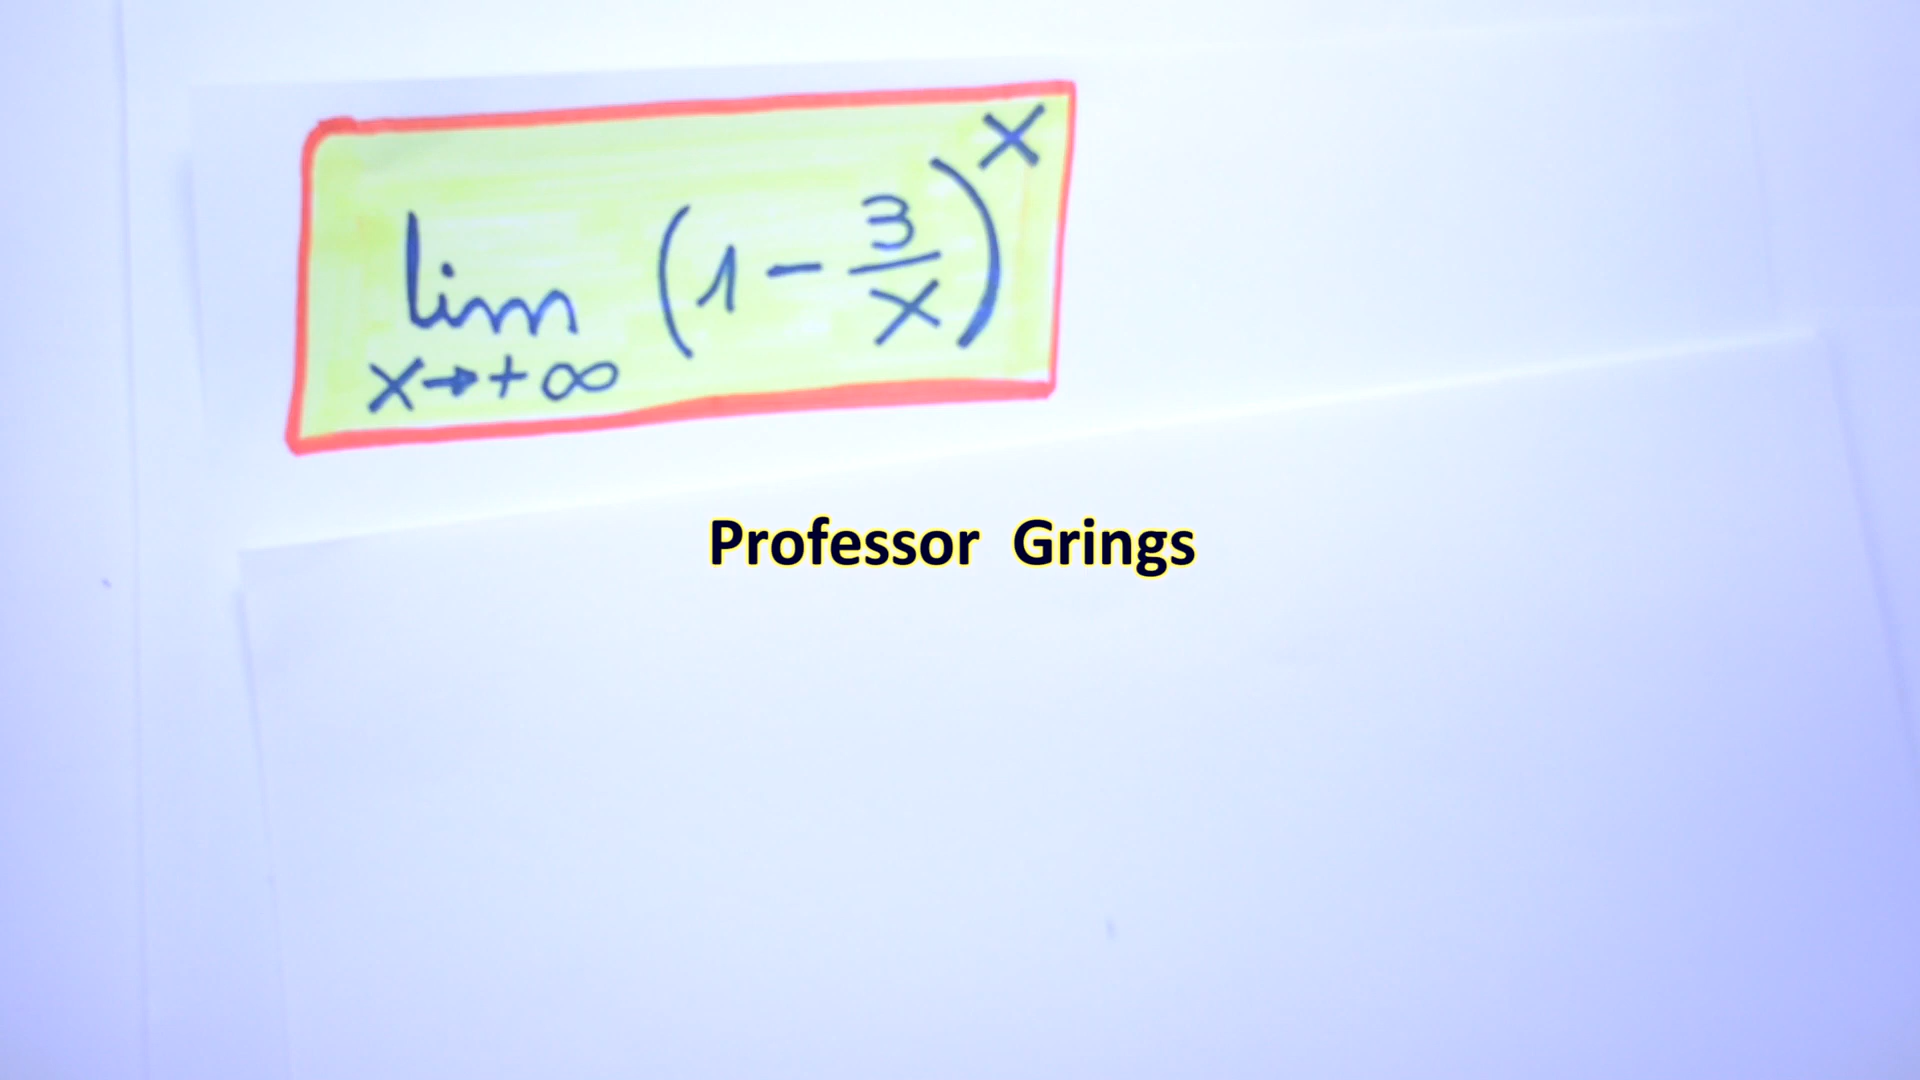 lim (1 - 3/x)^x
x→+∞
Professor Grings